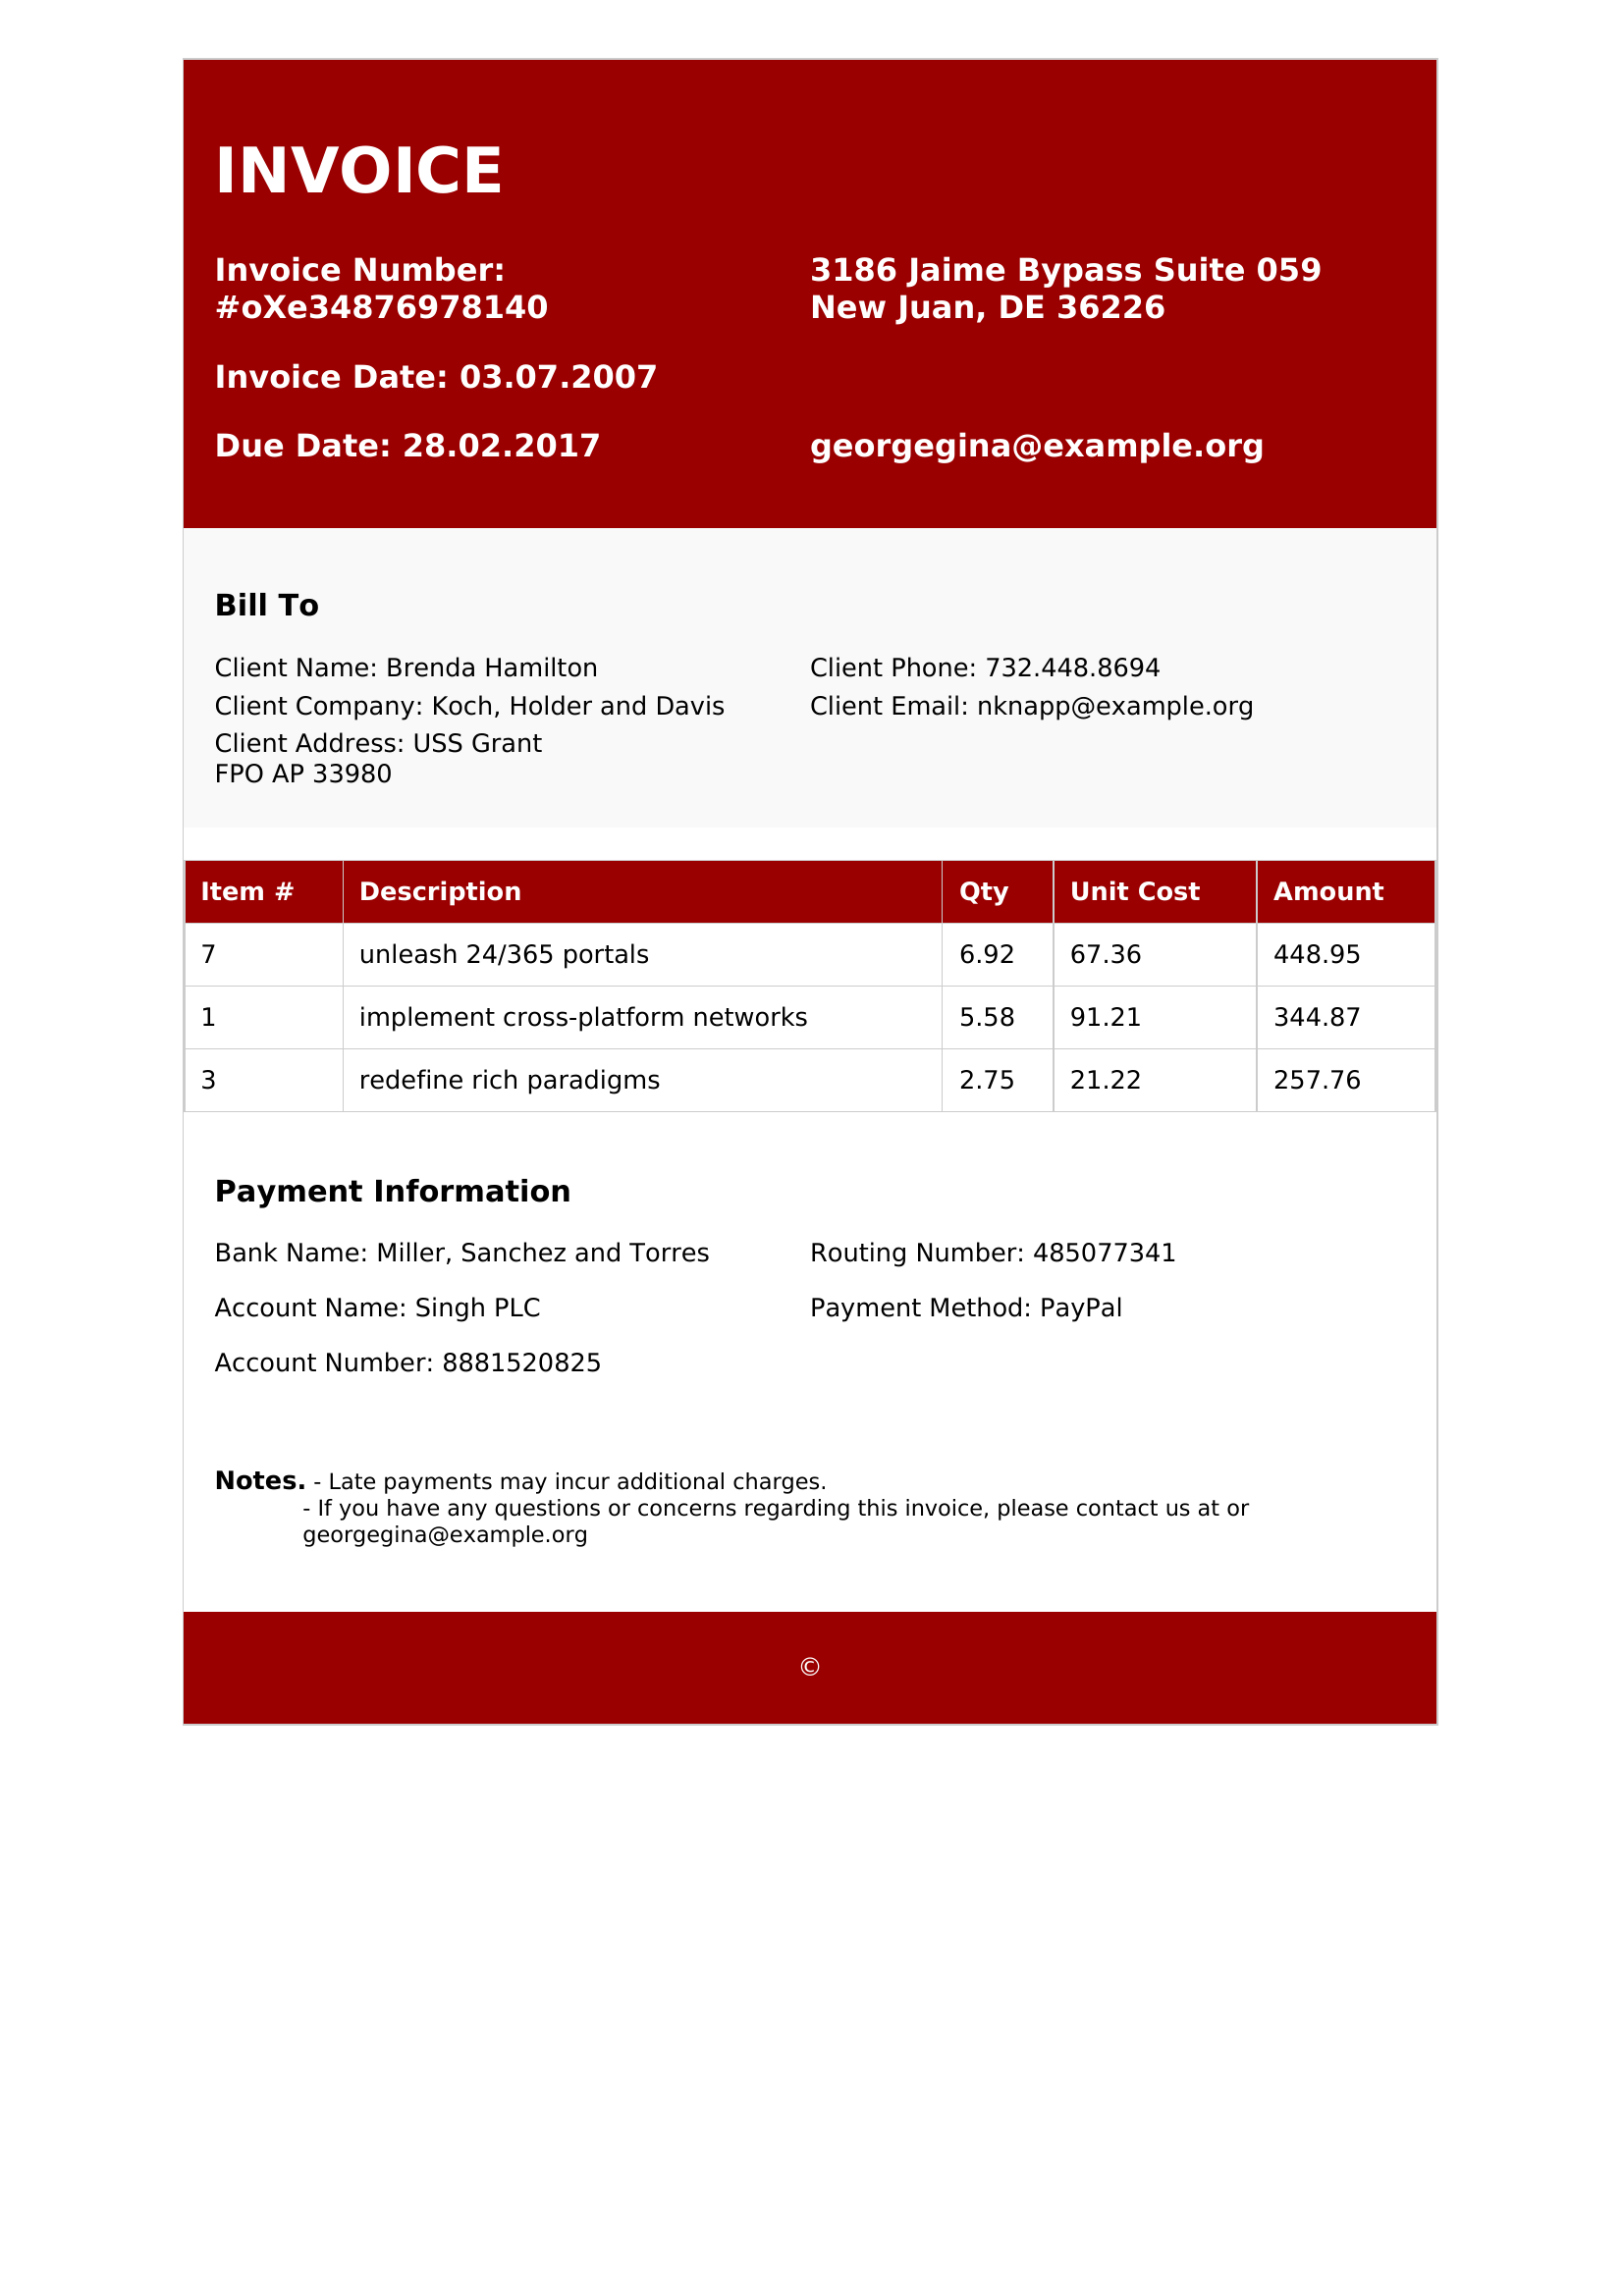 INVOICE
Invoice Number:
#oXe34876978140
3186 Jaime Bypass Suite 059
New Juan, DE 36226
Invoice Date: 03.07.2007
Due Date: 28.02.2017
georgegina@example.org
Bill To
Client Name: Brenda Hamilton
Client Company: Koch, Holder and Davis
Client Address: USS Grant
FPO AP 33980
Client Phone: 732.448.8694
Client Email: nknapp@example.org
Item # Description Qty Unit Cost Amount
7 unleash 24/365 portals 6.92 67.36 448.95
1 implement cross-platform networks 5.58 91.21 344.87
3 redefine rich paradigms 2.75 21.22 257.76
Payment Information
Bank Name: Miller, Sanchez and Torres
Account Name: Singh PLC
Account Number: 8881520825
Routing Number: 485077341
Payment Method: PayPal
Notes. - Late payments may incur additional charges.
- If you have any questions or concerns regarding this invoice, please contact us at or
georgegina@example.org
©